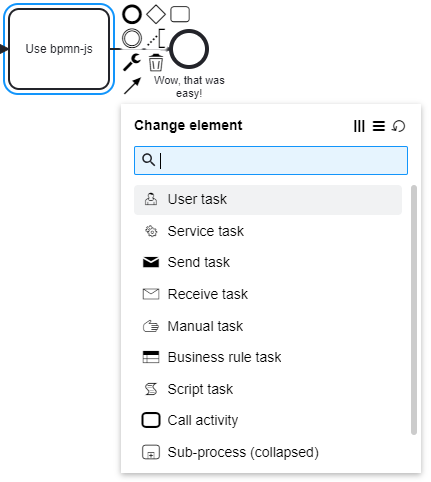 Use bpmn-js
Wow, that was
easy!
Change element
User task
Service task
Send task
Receive task
Manual task
Business rule task
Script task
Call activity
Sub-process (collapsed)